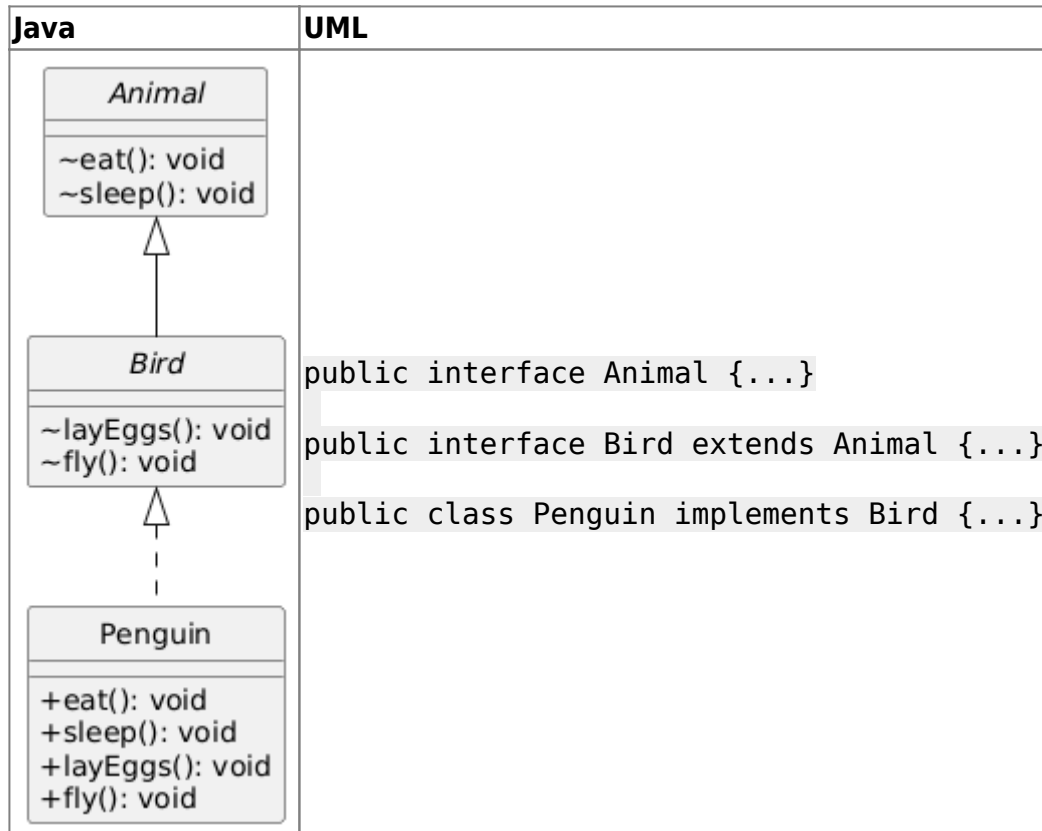 Java
UML
Animal
~eat(): void
~sleep(): void
Bird
~layEggs(): void
~fly(): void
Penguin
+eat(): void
+sleep(): void
+layEggs(): void
+fly(): void
public interface Animal {...}
public interface Bird extends Animal {...}
public class Penguin implements Bird {...}